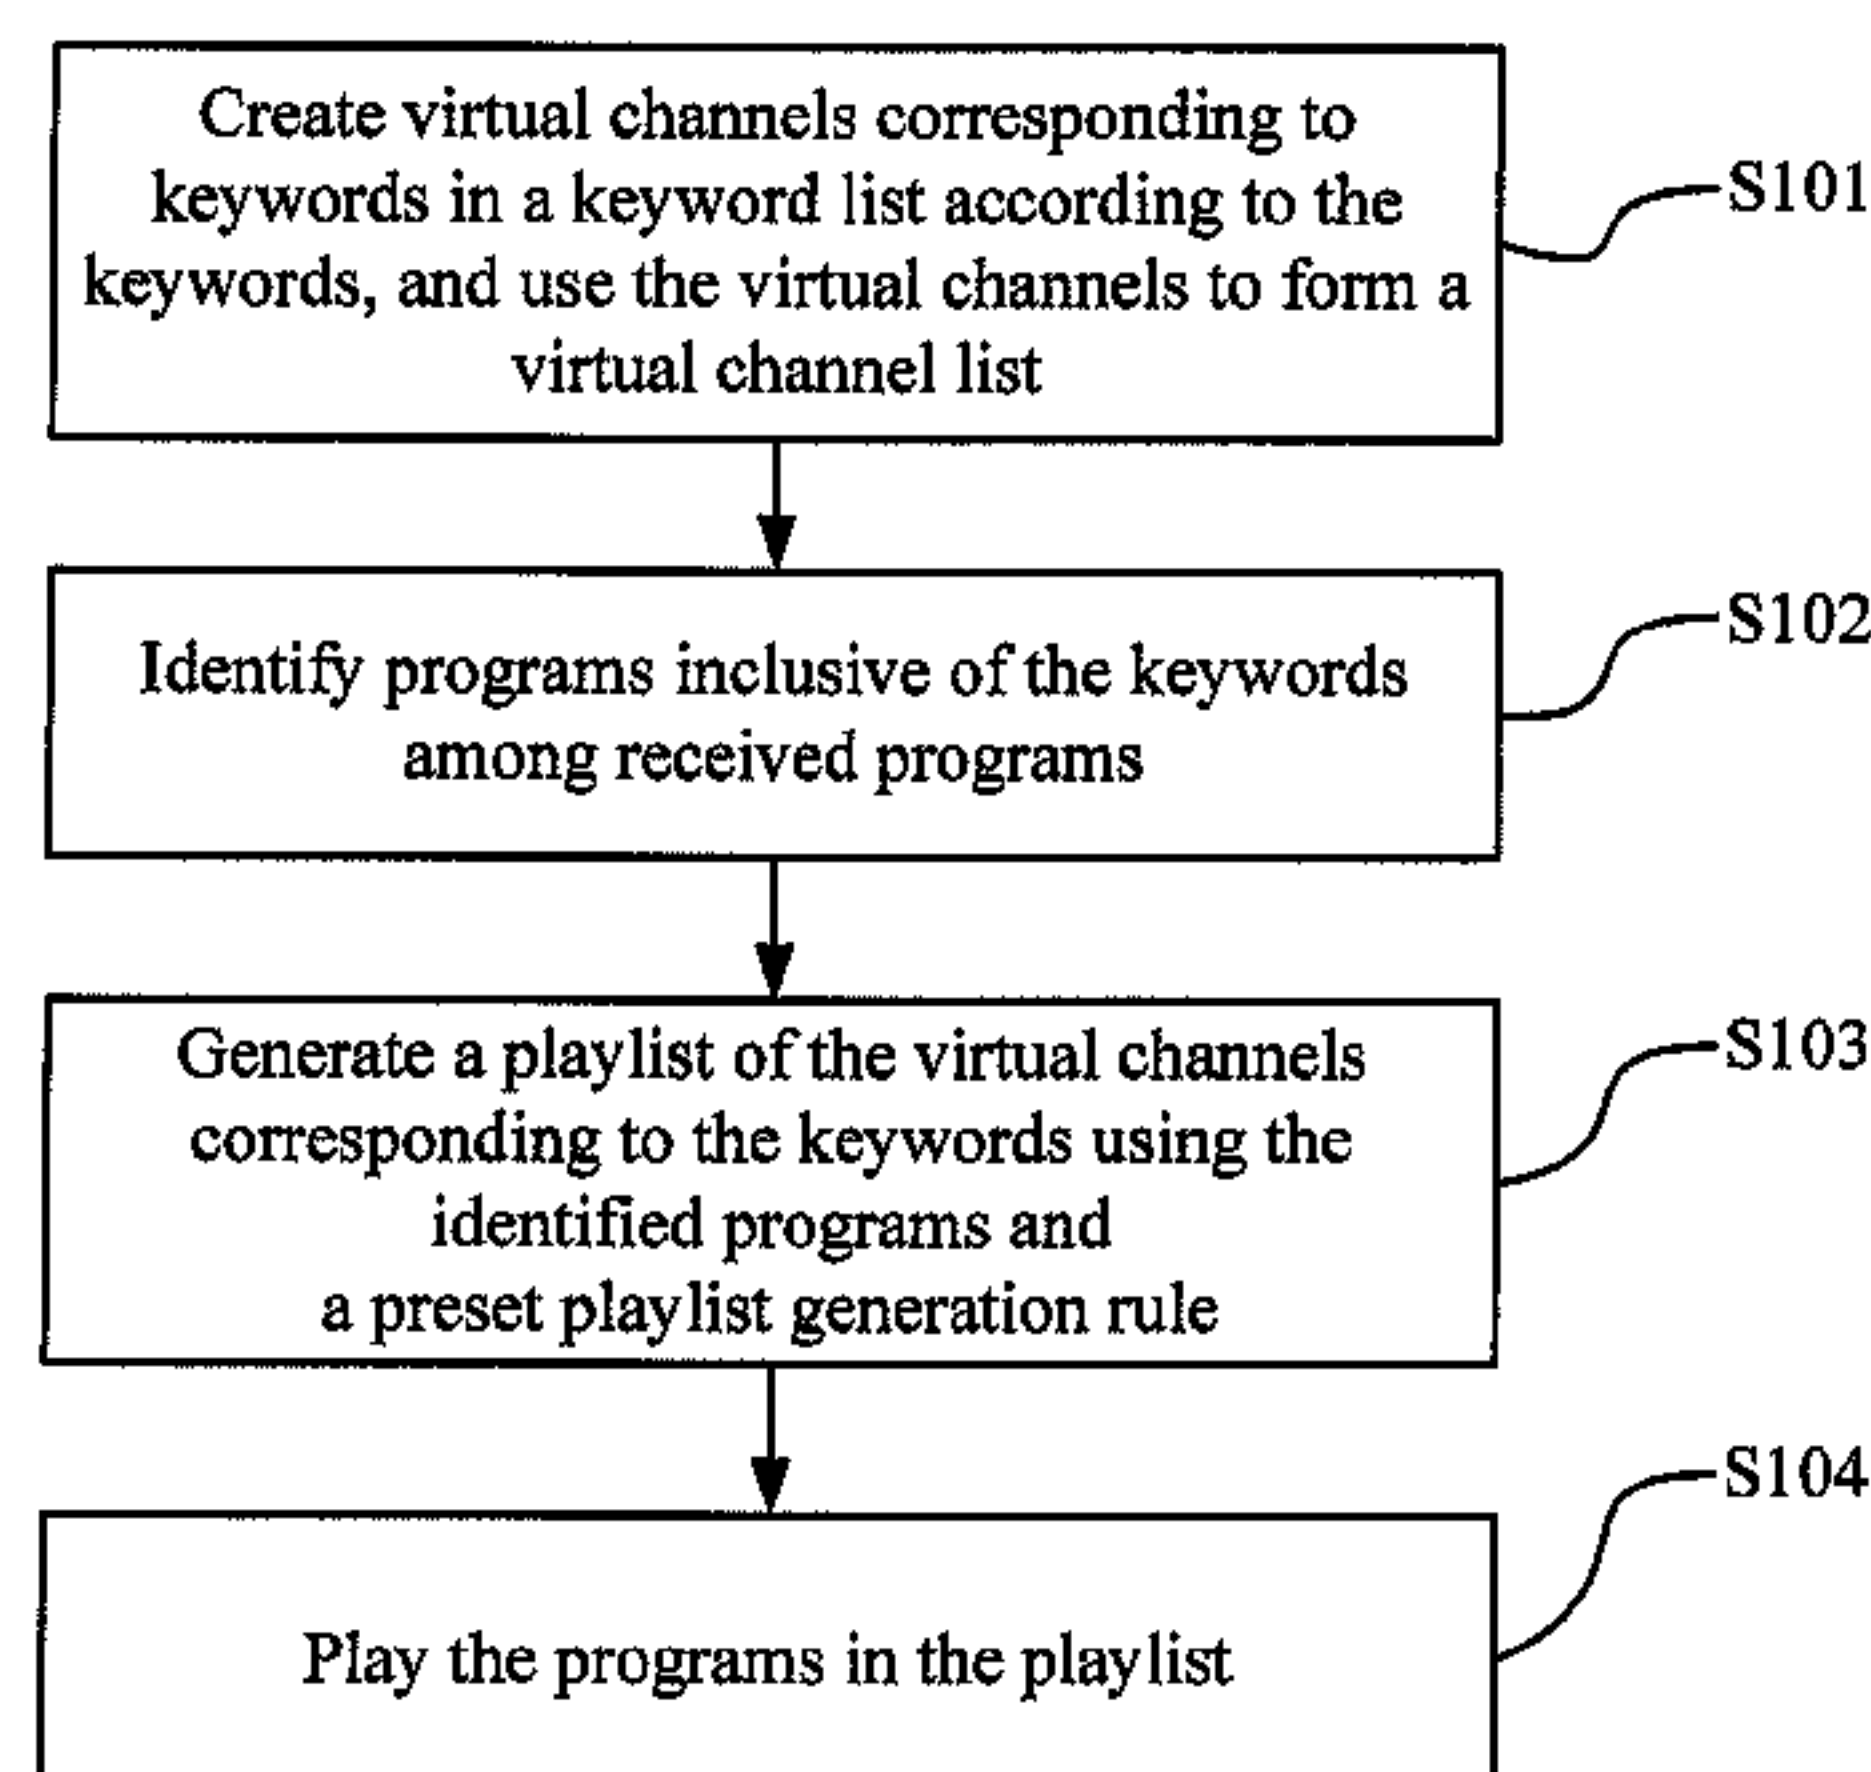 Create virtual channels corresponding to
keywords in a keyword list according to the
keywords, and use the virtual channels to form a
virtual channel list
S101
Identify programs inclusive of the keywords
among received programs
S102
Generate a playlist of the virtual channels
corresponding to the keywords using the
identified programs and
a preset playlist generation rule
S103
Play the programs in the playlist
S104